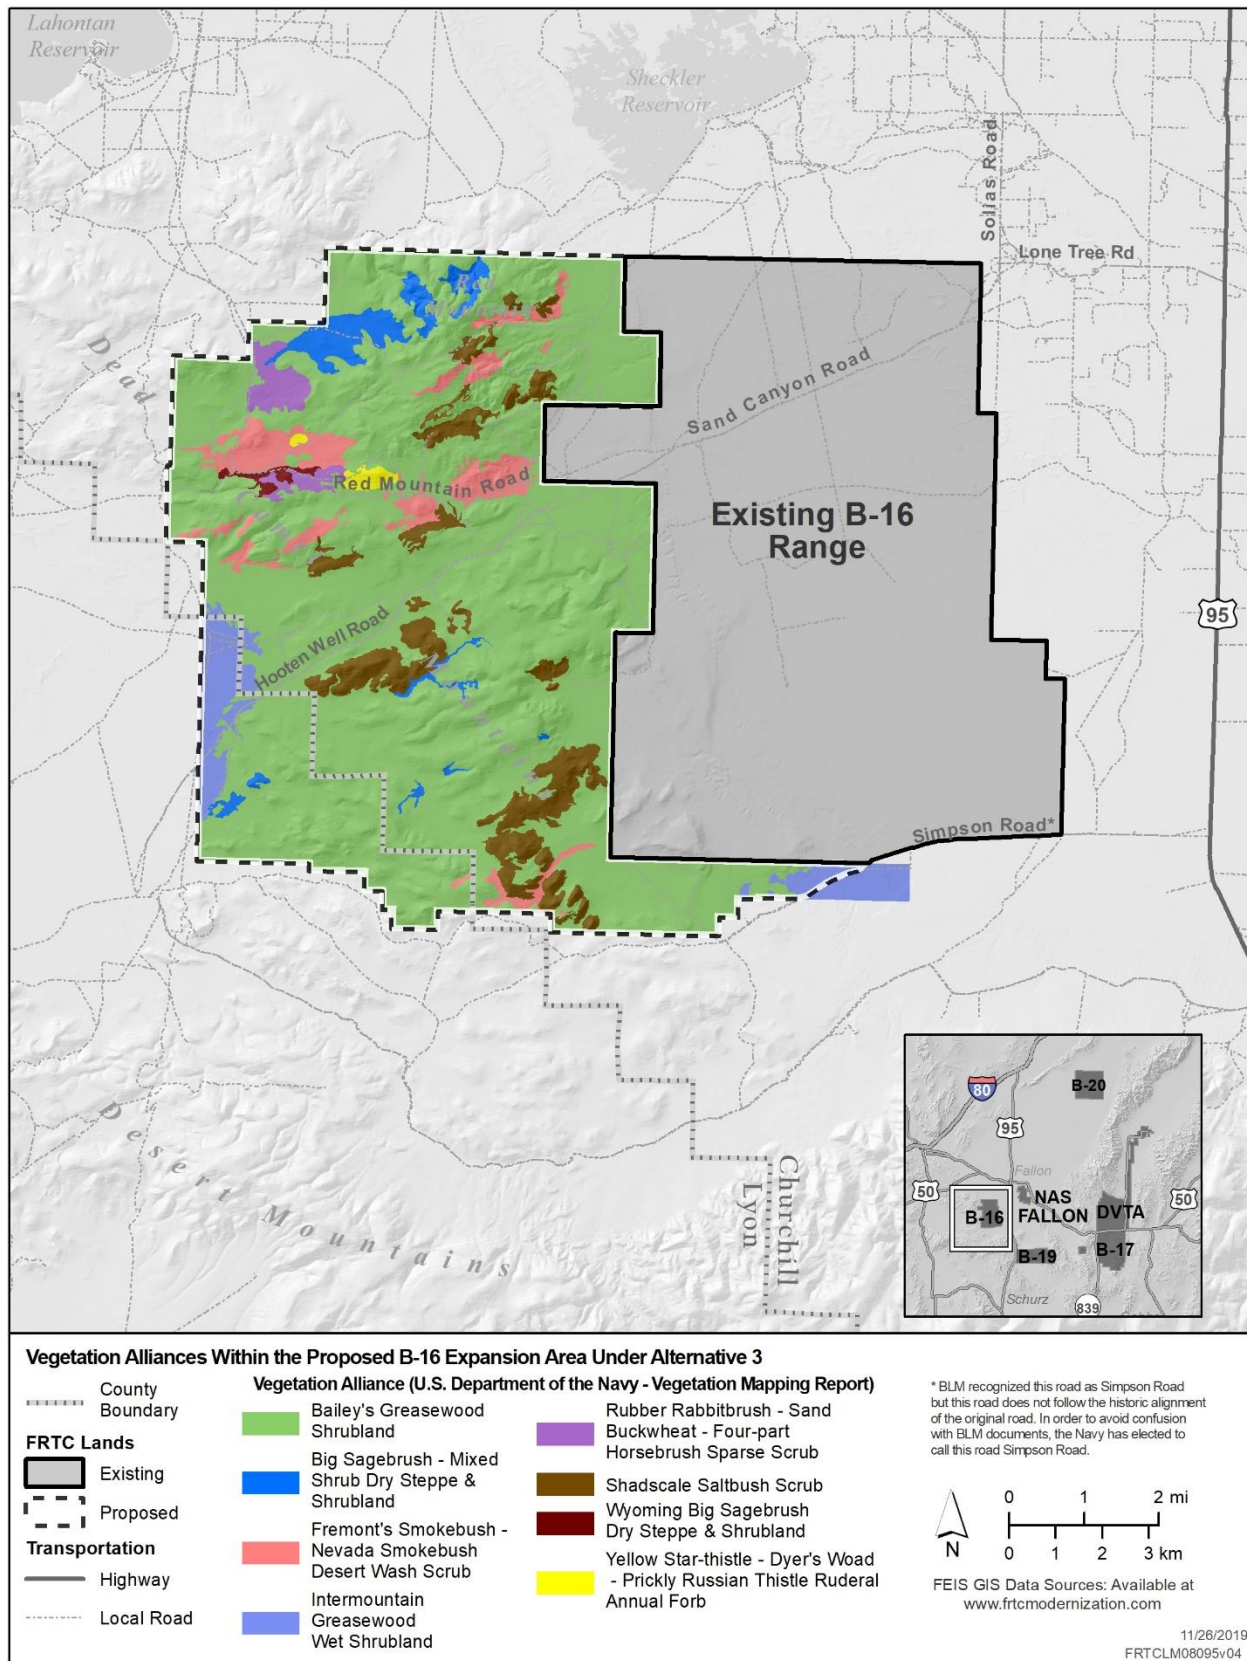 Lahontan
Reservoir
Sheckler
Reservoir
Solias Road
Lone Tree Rd
Red
Dead
Sand Canyon Road
Red Mountain Road
Existing B-16
Range
95
Hooten Well Road
Simpson Road*
Desert Mountains
Churchill
Lyon
80
B-20
95
Fallon
50
NAS
FALLON
DVTA
50
B-16
B-17
B-19
Schurz
839
Vegetation Alliances Within the Proposed B-16 Expansion Area Under Alternative 3
County
Boundary
FRTC Lands
Existing
Proposed
Transportation
Highway
Local Road
Vegetation Alliance (U.S. Department of the Navy - Vegetation Mapping Report)
Bailey's Greasewood
Shrubland
Big Sagebrush - Mixed
Shrub Dry Steppe &
Shrubland
Fremont's Smokebush -
Nevada Smokebush
Desert Wash Scrub
Intermountain
Greasewood
Wet Shrubland
Rubber Rabbitbrush - Sand
Buckwheat - Four-part
Horsebrush Sparse Scrub
Shadscale Saltbush Scrub
Wyoming Big Sagebrush
Dry Steppe & Shrubland
Yellow Star-thistle - Dyer's Woad
- Prickly Russian Thistle Ruderal
Annual Forb
* BLM recognized this road as Simpson Road
but this road does not follow the historic alignment
of the original road. In order to avoid confusion
with BLM documents, the Navy has elected to
call this road Simpson Road.
N
0 1 2 mi
0 1 2 3 km
FEIS GIS Data Sources: Available at
www.frtcmodernization.com
11/26/2019
FRTCLM08095v04